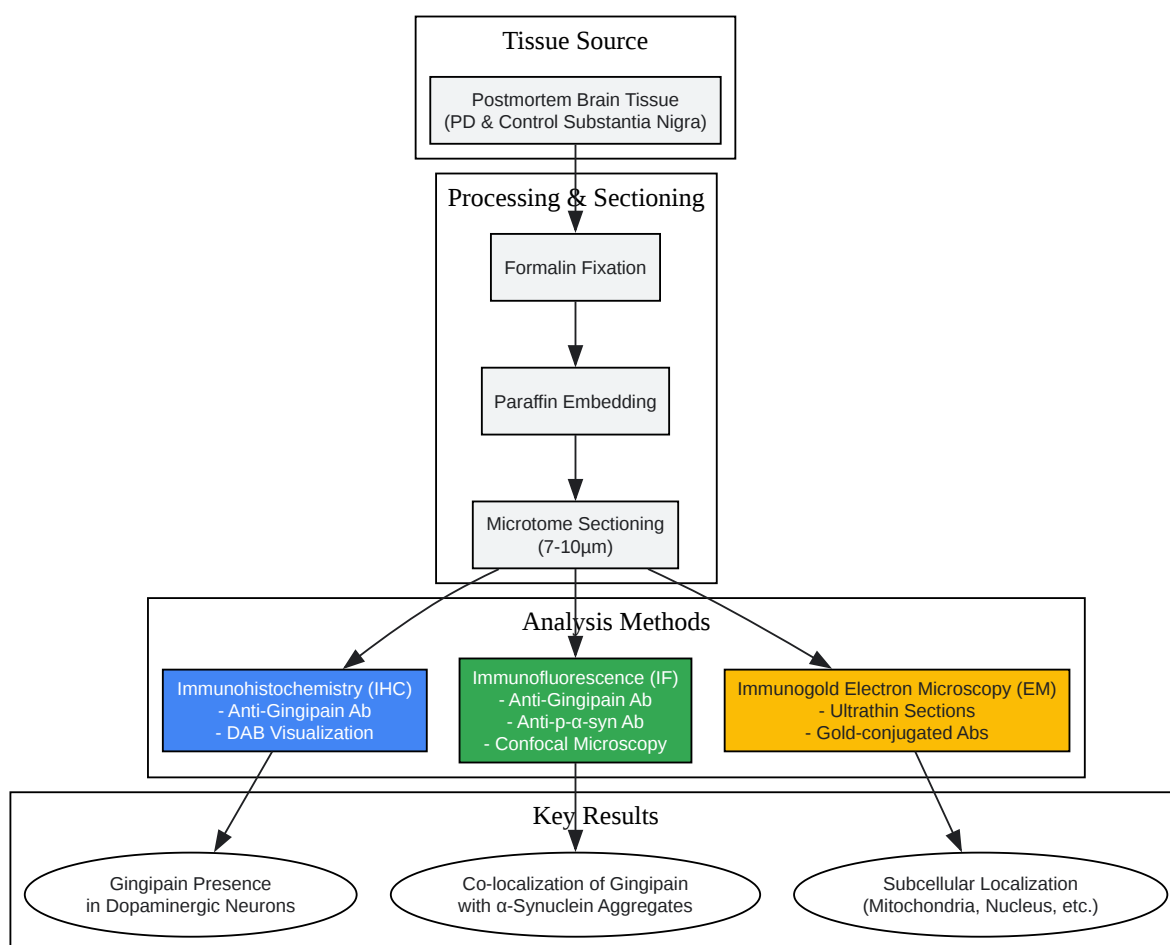 Tissue Source
Postmortem Brain Tissue
(PD & Control Substantia Nigra)
Processing & Sectioning
Formalin Fixation
Paraffin Embedding
Microtome Sectioning
(7-10µm)
Analysis Methods
Immunohistochemistry (IHC)
- Anti-Gingipain Ab
- DAB Visualization
Immunofluorescence (IF)
- Anti-Gingipain Ab
- Anti-p-α-syn Ab
- Confocal Microscopy
Immunogold Electron Microscopy (EM)
- Ultrathin Sections
- Gold-conjugated Abs
Key Results
Gingipain Presence
in Dopaminergic Neurons
Co-localization of Gingipain
with α-Synuclein Aggregates
Subcellular Localization
(Mitochondria, Nucleus, etc.)